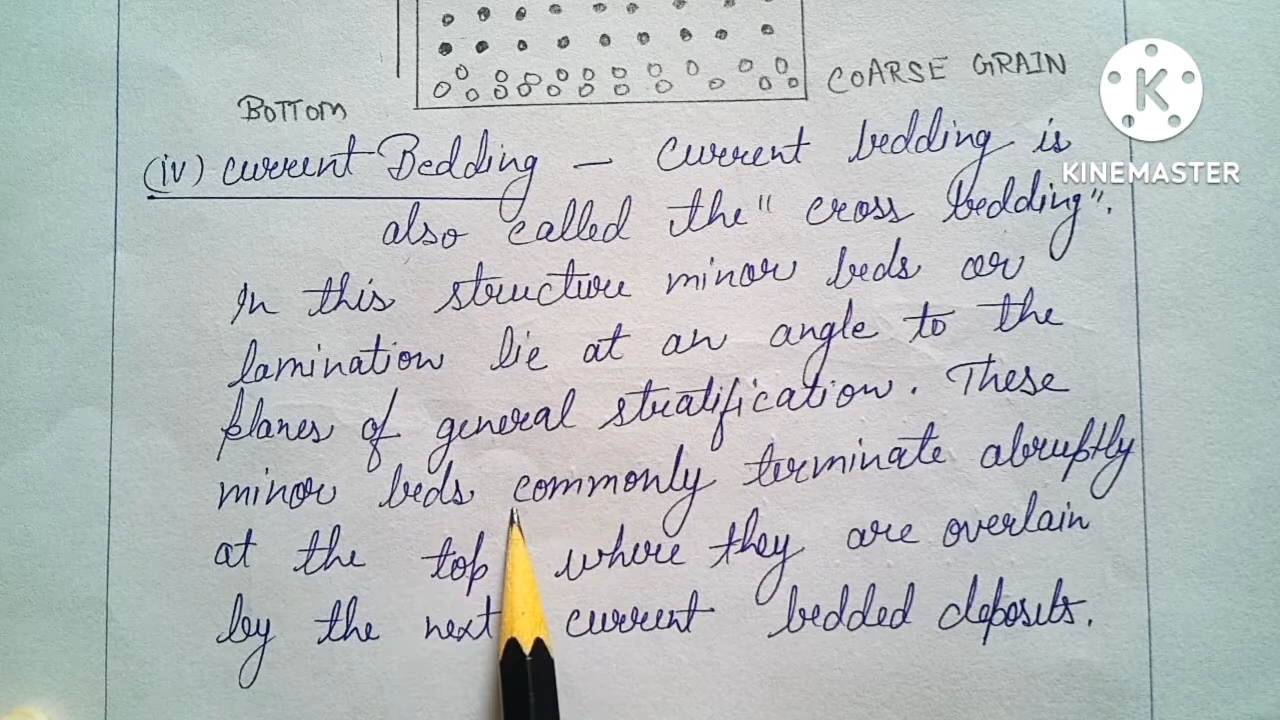 COARSE GRAIN
BOTTOM
K
KINEMASTER
(iv) current Bedding - Current bedding is
also called the "cross bedding".
In this structure minor beds or
lamination lie at an angle to the
planes of general stratification. These
minor beds commonly terminate abruptly
at the top where they are overlain
by the next current bedded deposits.